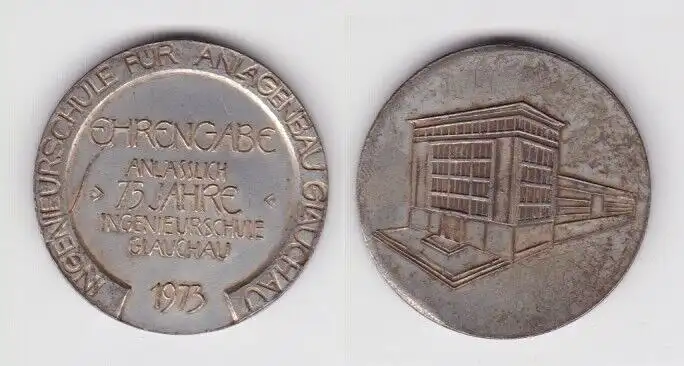 INGENIEURSCHULE FÜR ANLAGENBAU GLAUCHAU
EHRENGABE
ANLÄSSLICH
75 JAHRE
INGENIEURSCHULE
GLAUCHAU
1973